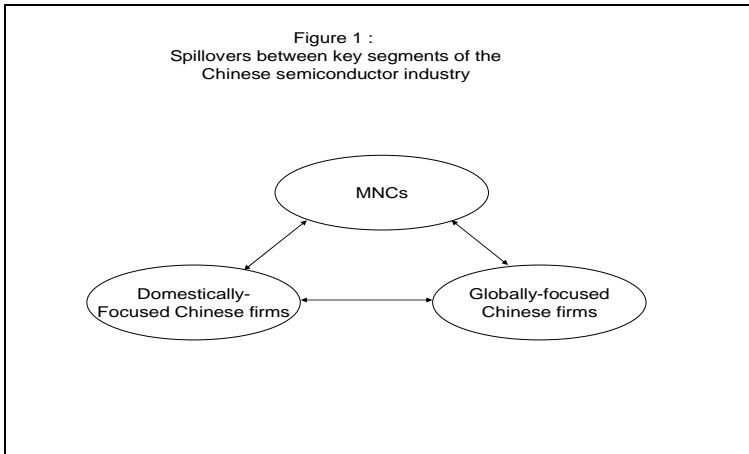 Figure 1 :
Spillovers between key segments of the
Chinese semiconductor industry
MNCs
Domestically-
Focused Chinese firms
Globally-focused
Chinese firms